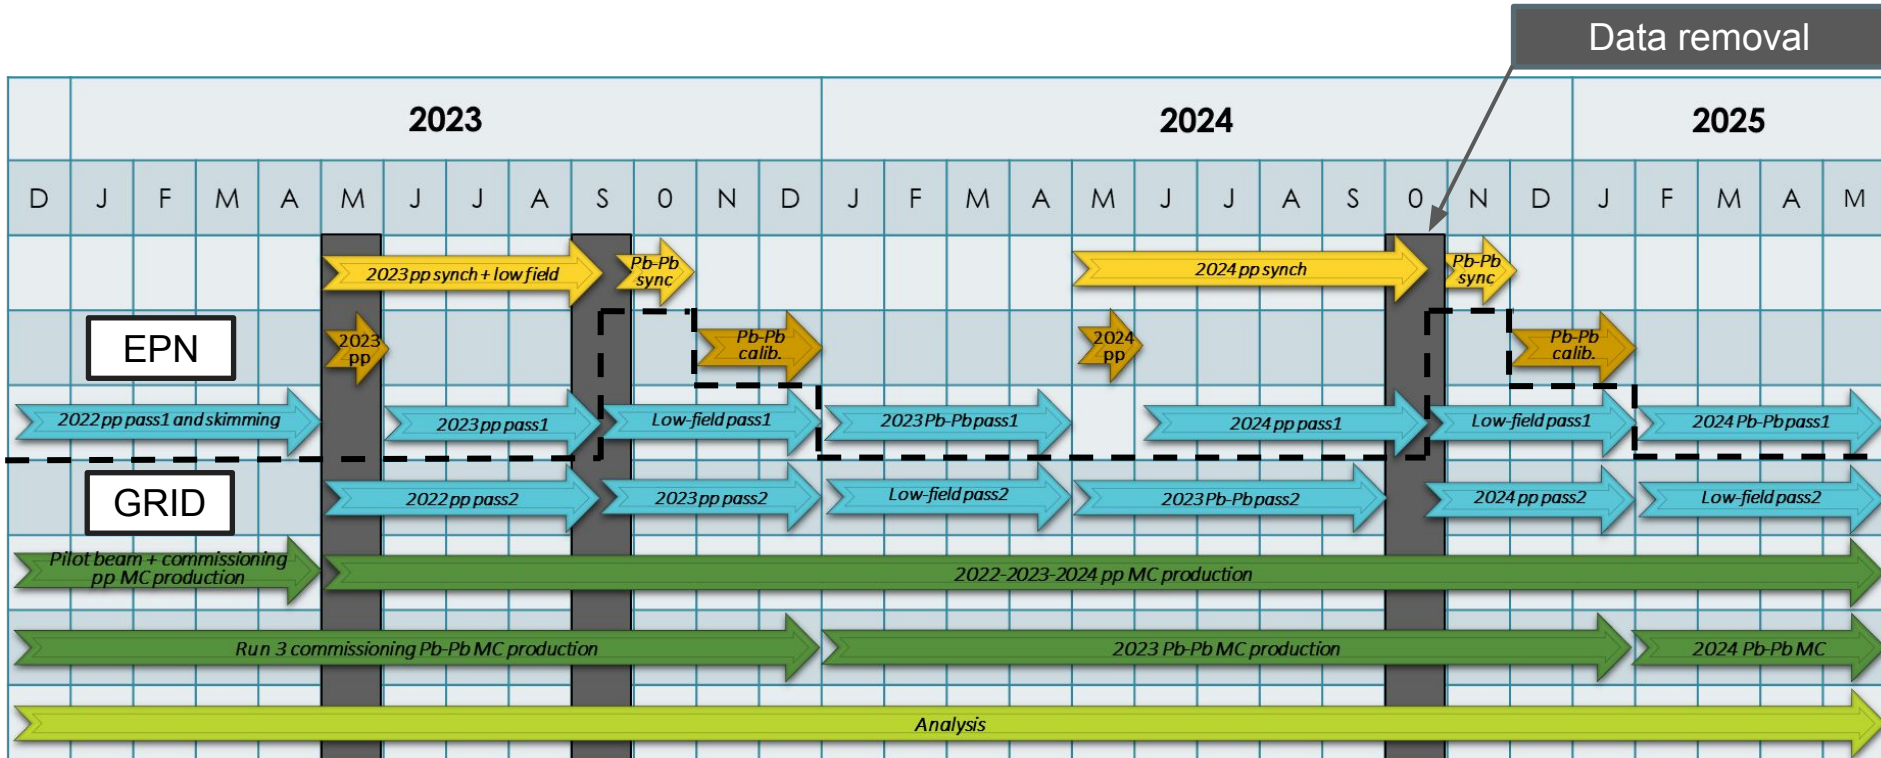 Data removal
2023 2024 2025
D J F M A M J J A S 0 N D J F M A M J J A S 0 N D J F M A M
2023 pp synch + low field
Pb-Pb
sync
2024 pp synch
Pb-Pb
sync
EPN
2023
pp
Pb-Pb
calib.
2024
pp
Pb-Pb
calib.
2022 pp pass1 and skimming
2023 pp pass1
Low-field pass1
2023 Pb-Pb pass1
2024 pp pass1
Low-field pass1
2024 Pb-Pb pass1
GRID
2022 pp pass2
2023 pp pass2
Low-field pass2
2023 Pb-Pb pass2
2024 pp pass2
Low-field pass2
Pilot beam + commissioning
pp MC production
2022-2023-2024 pp MC production
Run 3 commissioning Pb-Pb MC production
2023 Pb-Pb MC production
2024 Pb-Pb MC
Analysis